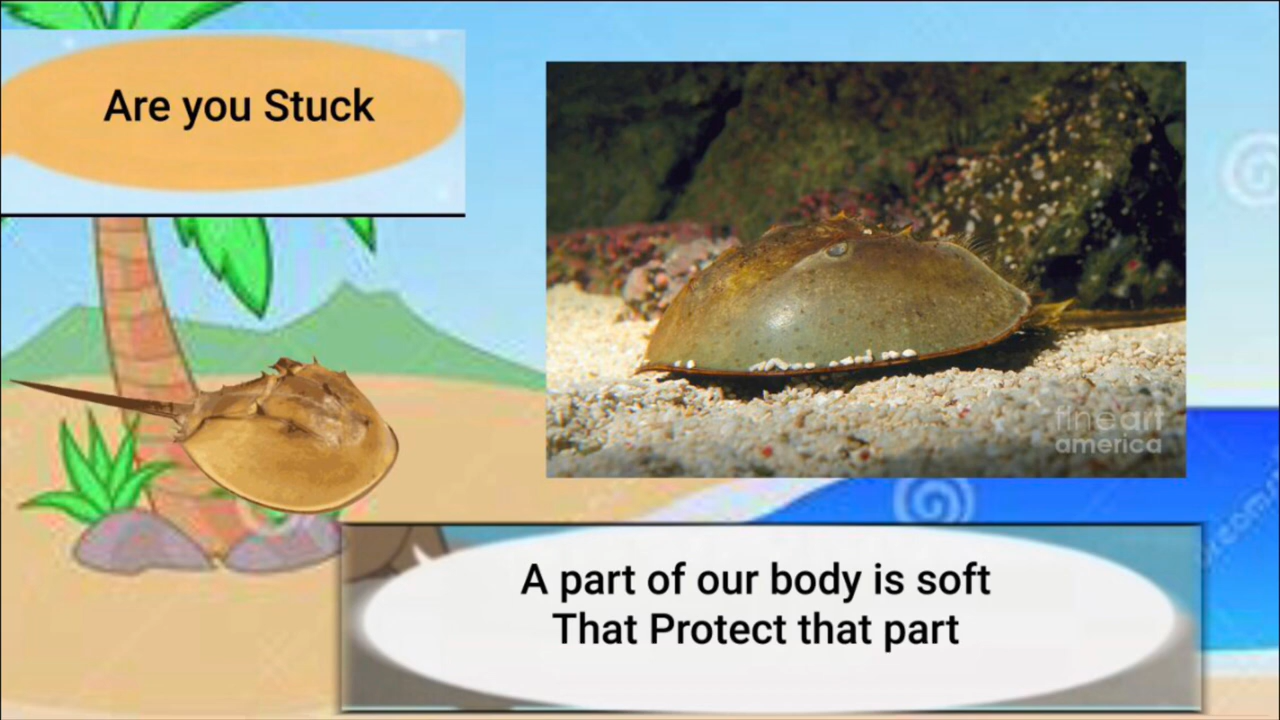 Are you Stuck
fineart
america
A part of our body is soft
That Protect that part